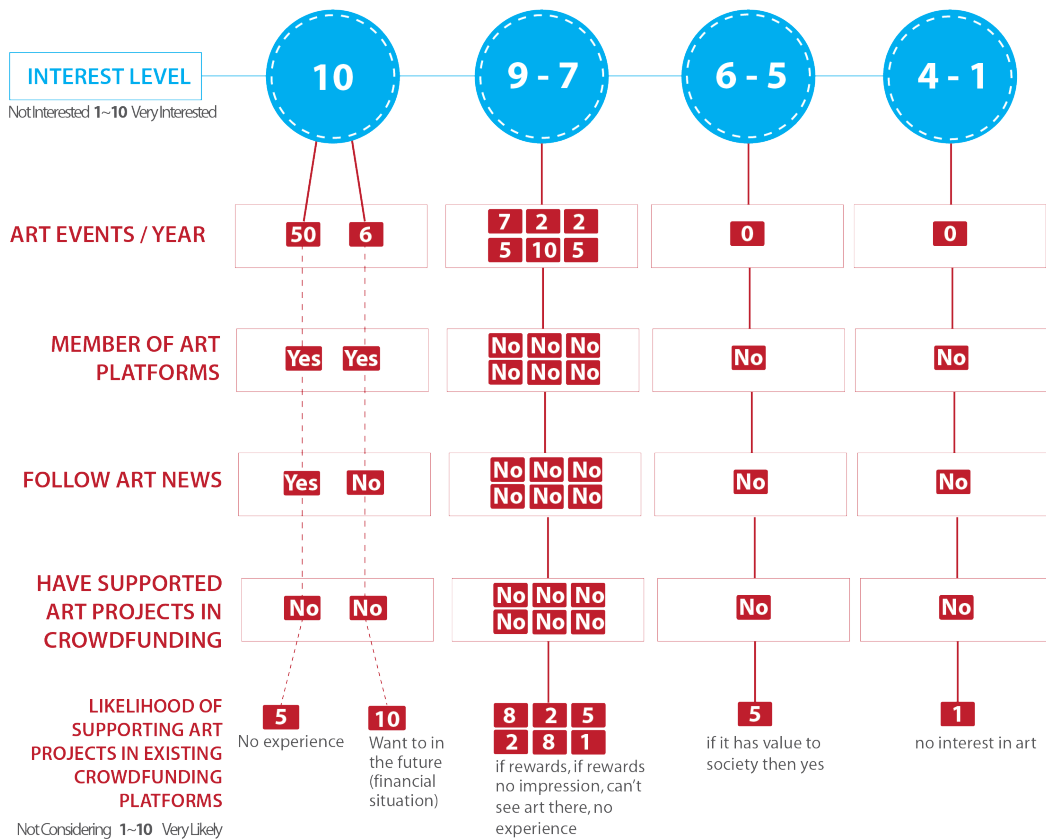 INTEREST LEVEL
10
9 - 7
6 - 5
4 - 1
Not Interested 1~10 Very Interested
ART EVENTS / YEAR
50 6
7 2 2
5 10 5
0
0
MEMBER OF ART
PLATFORMS
Yes Yes
No No No
No No No
No
No
FOLLOW ART NEWS
Yes No
No No No
No No No
No
No
HAVE SUPPORTED
ART PROJECTS IN
CROWDFUNDING
No No
No No No
No No No
No
No
LIKELIHOOD OF
SUPPORTING ART
PROJECTS IN EXISTING
CROWDFUNDING
PLATFORMS
Not Considering 1~10 Very Likely
5
No experience
10
Want to in
the future
(financial
situation)
8 2 5
2 8 1
if rewards, if rewards
no impression, can't
see art there, no
experience
5
if it has value to
society then yes
1
no interest in art